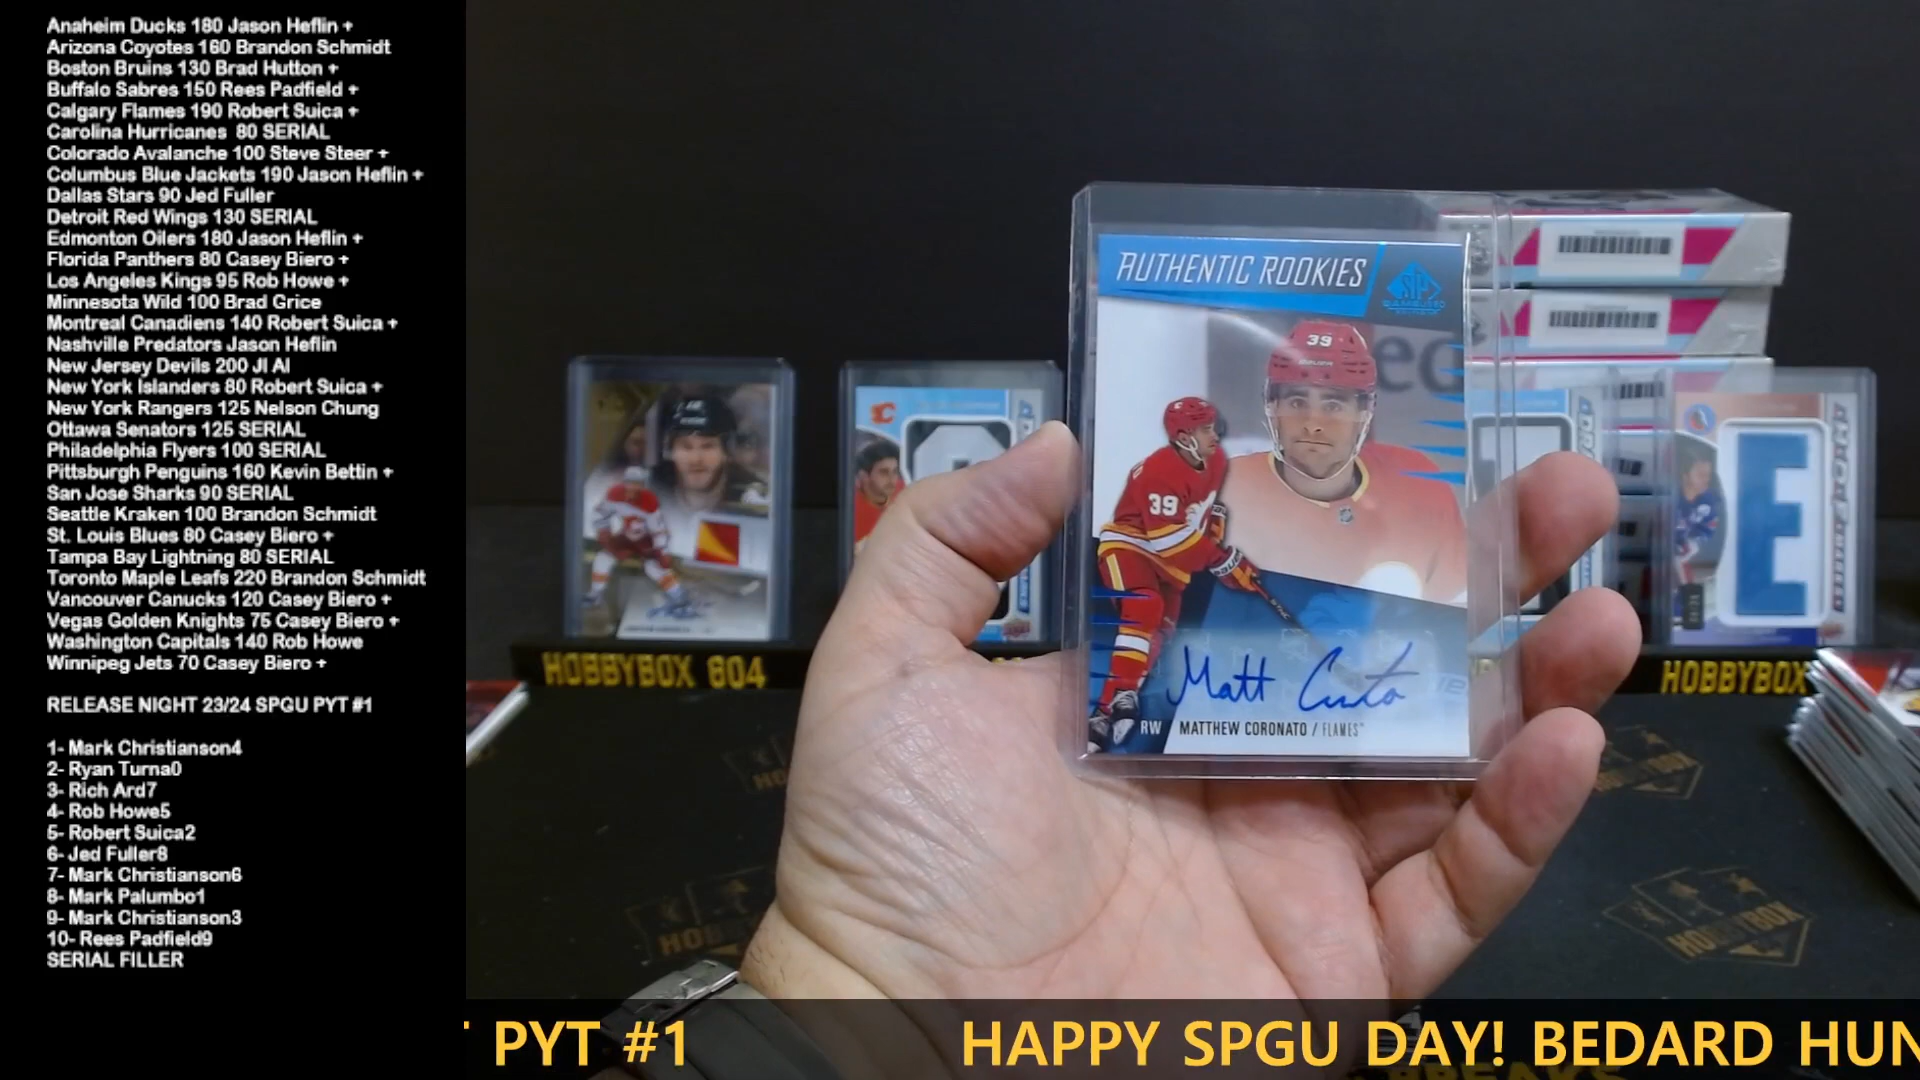 Anaheim Ducks 180 Jason Heflin +
Arizona Coyotes 160 Brandon Schmidt
Boston Bruins 130 Brad Hutton +
Buffalo Sabres 150 Rees Padfield +
Calgary Flames 190 Robert Suica +
Carolina Hurricanes  80 SERIAL
Colorado Avalanche 100 Steve Steer +
Columbus Blue Jackets 190 Jason Heflin +
Dallas Stars 90 Jed Fuller
Detroit Red Wings 130 SERIAL
Edmonton Oilers 180 Jason Heflin +
Florida Panthers 80 Casey Biero +
Los Angeles Kings 95 Rob Howe +
Minnesota Wild 100 Brad Grice
Montreal Canadiens 140 Robert Suica +
Nashville Predators Jason Heflin
New Jersey Devils 200 JI AI
New York Islanders 80 Robert Suica +
New York Rangers 125 Nelson Chung
Ottawa Senators 125 SERIAL
Philadelphia Flyers 100 SERIAL
Pittsburgh Penguins 160 Kevin Bettin +
San Jose Sharks 90 SERIAL
Seattle Kraken 100 Brandon Schmidt
St. Louis Blues 80 Casey Biero +
Tampa Bay Lightning 80 SERIAL
Toronto Maple Leafs 220 Brandon Schmidt
Vancouver Canucks 120 Casey Biero +
Vegas Golden Knights 75 Casey Biero +
Washington Capitals 140 Rob Howe
Winnipeg Jets 70 Casey Biero +
RELEASE NIGHT 23/24 SPGU PYT #1
1- Mark Christianson4
2- Ryan Turna0
3- Rich Ard7
4- Rob Howe5
5- Robert Suica2
6- Jed Fuller8
7- Mark Christianson6
8- Mark Palumbo1
9- Mark Christianson3
10- Rees Padfield9
SERIAL FILLER
AUTHENTIC ROOKIES
SP
39
39
Matt Coronato
RW MATTHEW CORONATO / FLAMES
E
HOBBYBOX 604
HOBBYBOX
HOBBYBOX
PYT #1
HAPPY SPGU DAY! BEDARD HUN